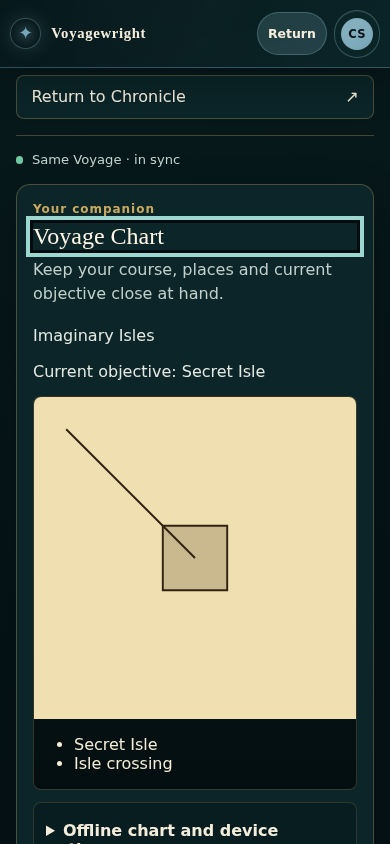 Voyagewright
Return
CS
Return to Chronicle ↗
Same Voyage · in sync
Your companion
Voyage Chart
Keep your course, places and current
objective close at hand.
Imaginary Isles
Current objective: Secret Isle
• Secret Isle
• Isle crossing
Offline chart and device